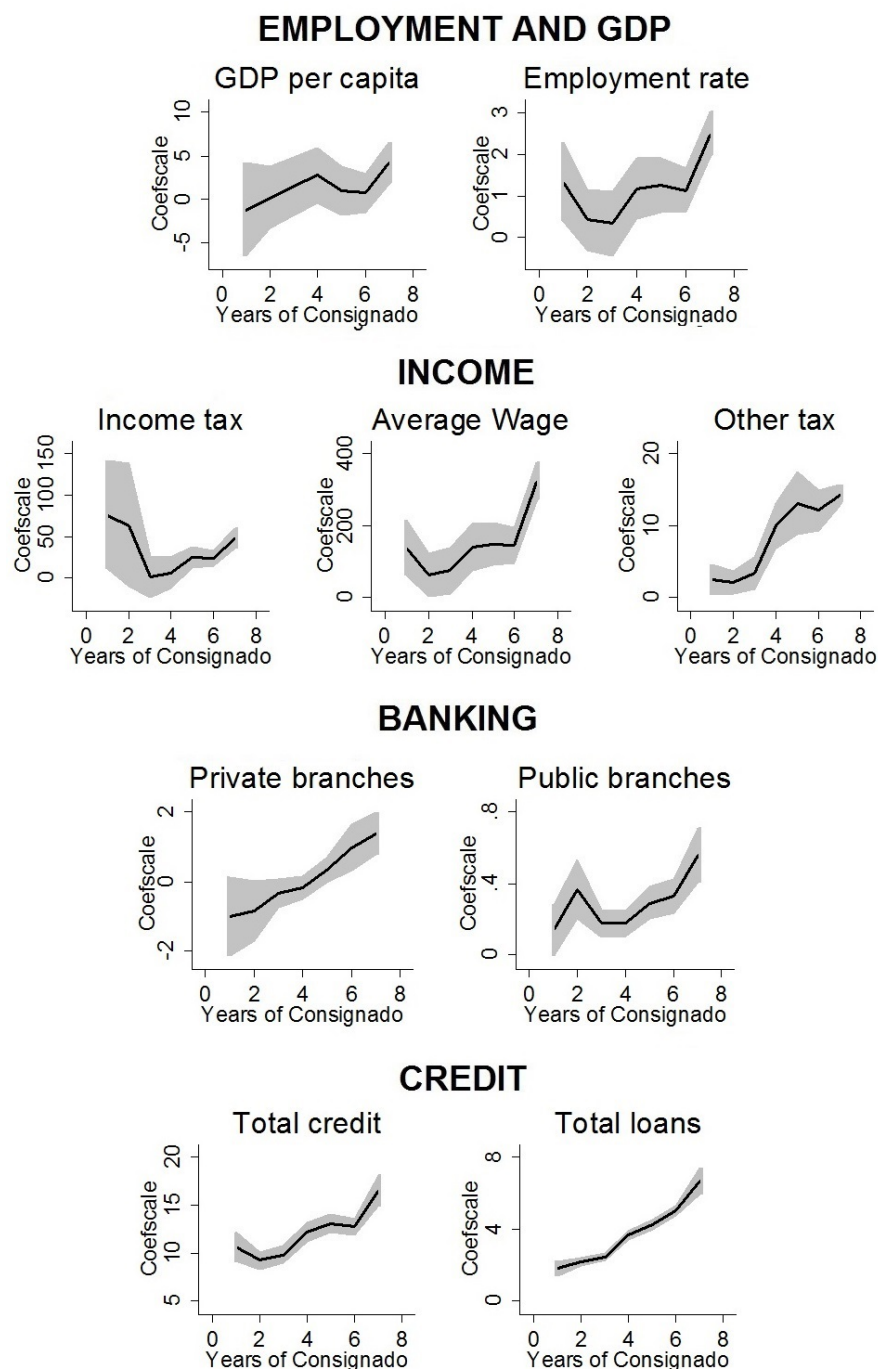 EMPLOYMENT AND GDP
GDP per capita
Coefscale
-5 0 5 10
0 2 4 6 8
Years of Consignado
Employment rate
Coefscale
0 1 2 3
0 2 4 6 8
Years of Consignado
INCOME
Income tax
Coefscale
0 50 100 150
0 2 4 6 8
Years of Consignado
Average Wage
Coefscale
0 200 400
0 2 4 6 8
Years of Consignado
Other tax
Coefscale
0 10 20
0 2 4 6 8
Years of Consignado
BANKING
Private branches
Coefscale
-2 0 2
0 2 4 6 8
Years of Consignado
Public branches
Coefscale
0 .4 .8
0 2 4 6 8
Years of Consignado
CREDIT
Total credit
Coefscale
5 10 15 20
0 2 4 6 8
Years of Consignado
Total loans
Coefscale
0 4 8
0 2 4 6 8
Years of Consignado